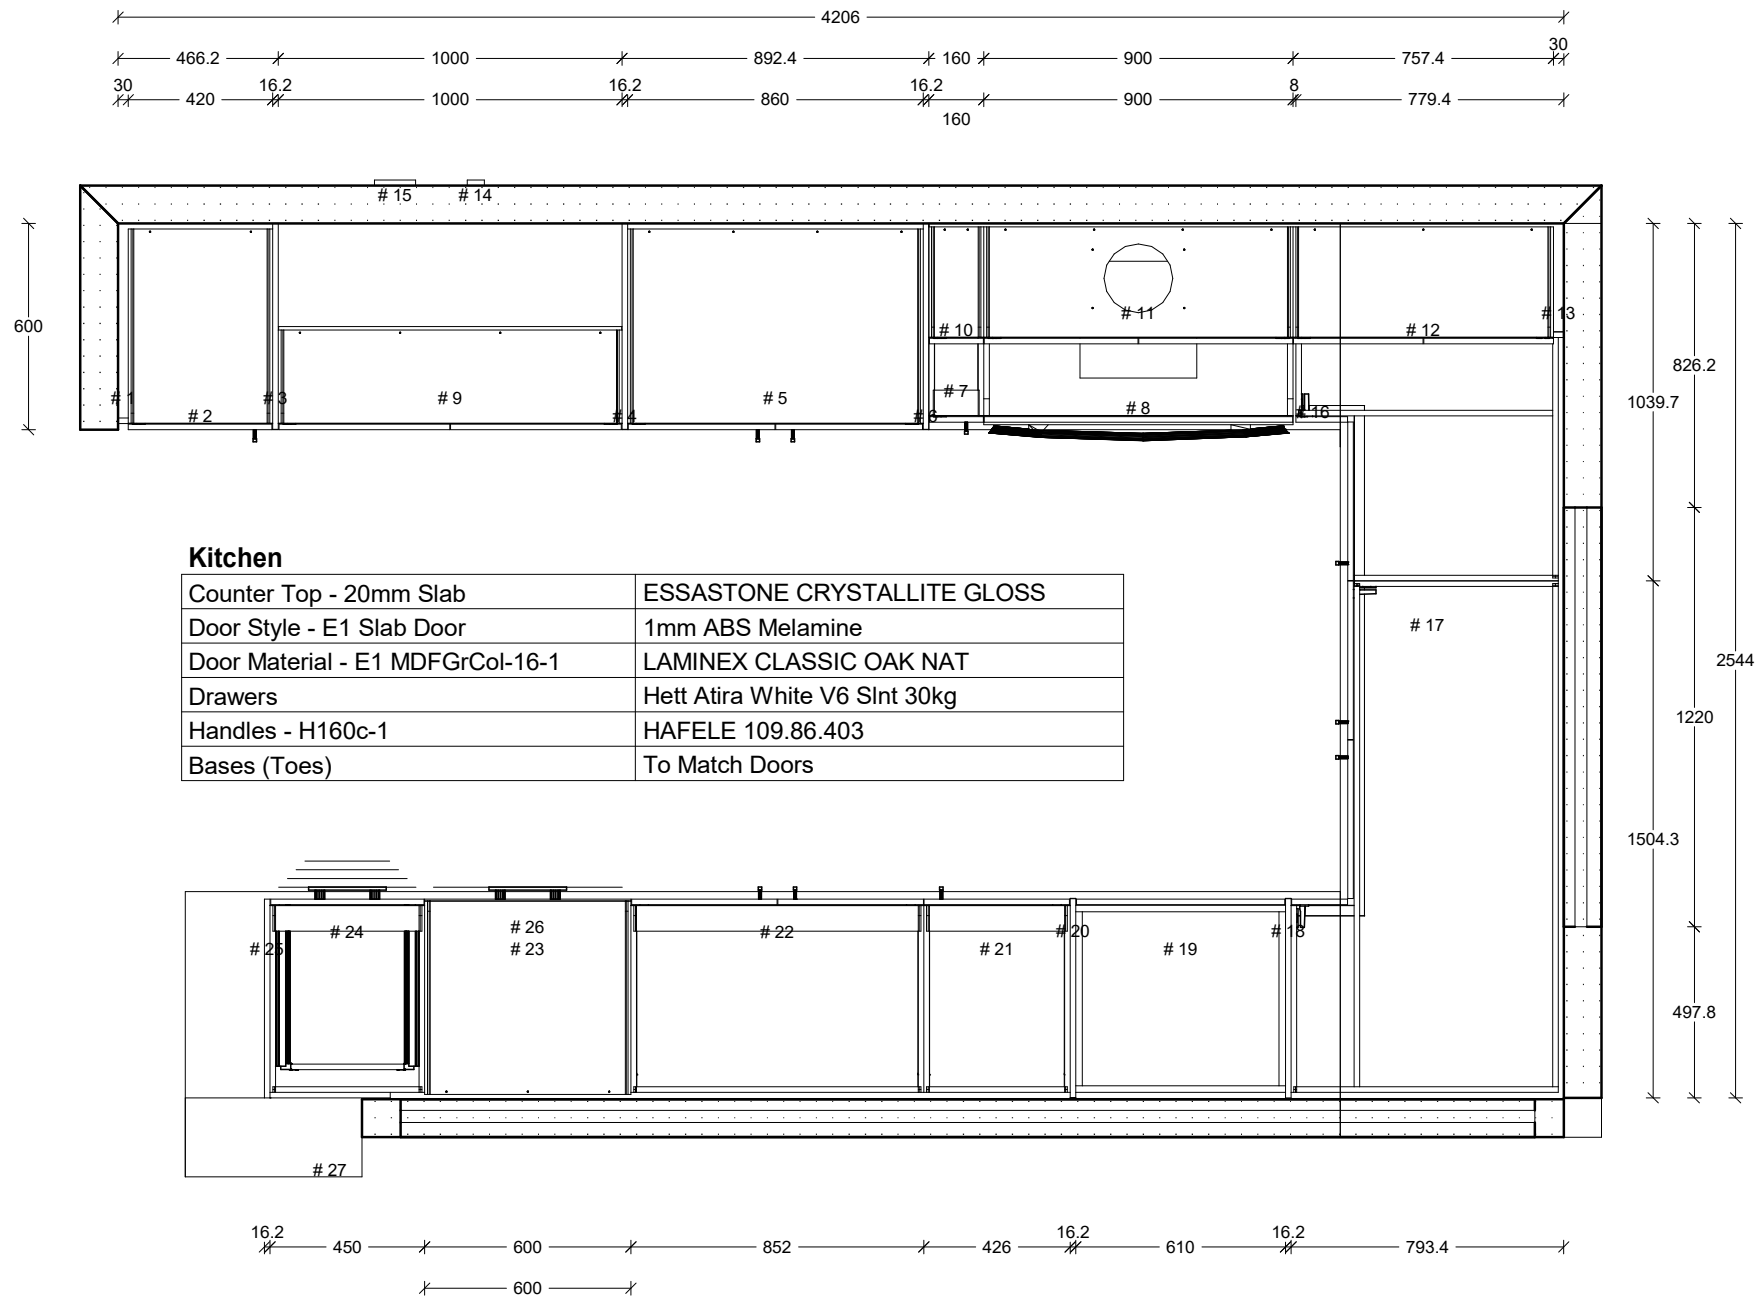 4206
466.2 1000 892.4 160 900 757.4 30
30 420 16.2 1000 16.2 860 16.2 900 8 779.4
160
# 15 # 14
600
# 1 # 2 # 3 # 9 # 4 # 5 # 6 # 7 # 10 # 11 # 8 # 12 # 13 # 16
826.2
1039.7
Kitchen
Counter Top - 20mm Slab ESSASTONE CRYSTALLITE GLOSS
Door Style - E1 Slab Door 1mm ABS Melamine
Door Material - E1 MDFGrCol-16-1 LAMINEX CLASSIC OAK NAT
Drawers Hett Atira White V6 Slnt 30kg
Handles - H160c-1 HAFELE 109.86.403
Bases (Toes) To Match Doors
# 17
2544
1220
1504.3
497.8
# 25 # 24 # 26 # 22 # 20 # 18
# 23 # 21 # 19
# 27
16.2 450 600 852 426 16.2 610 16.2 793.4
600